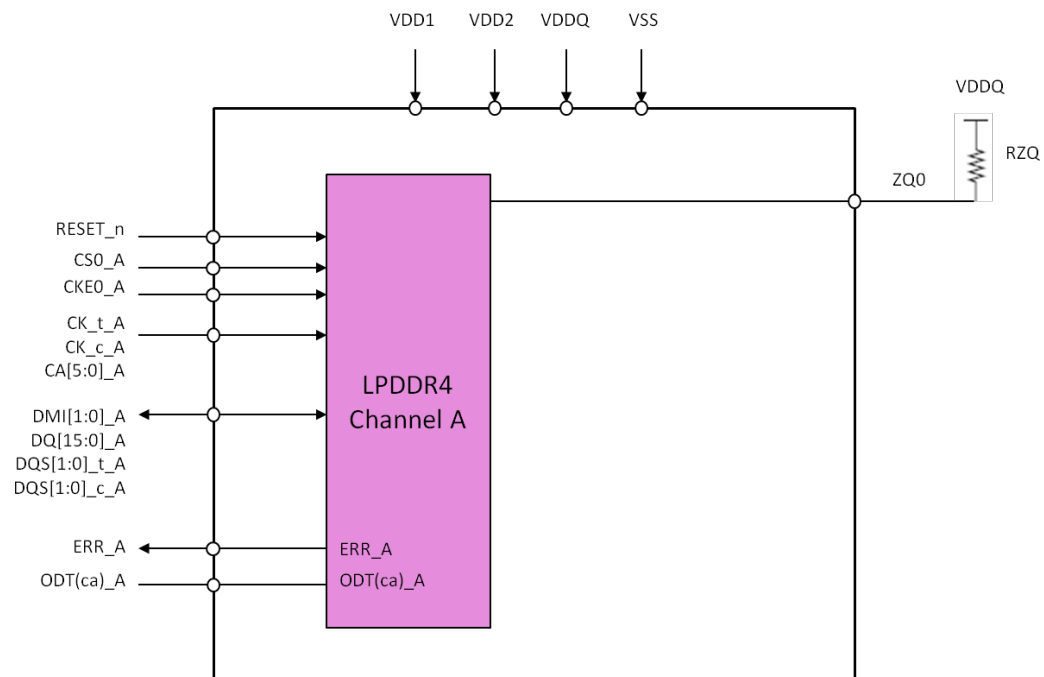 VDD1 VDD2 VDDQ VSS
VDDQ
RZQ
ZQ0
RESET_n
CS0_A
CKE0_A
CK_t_A
CK_c_A
CA[5:0]_A
LPDDR4
Channel A
DMI[1:0]_A
DQ[15:0]_A
DQS[1:0]_t_A
DQS[1:0]_c_A
ERR_A ERR_A
ODT(ca)_A ODT(ca)_A